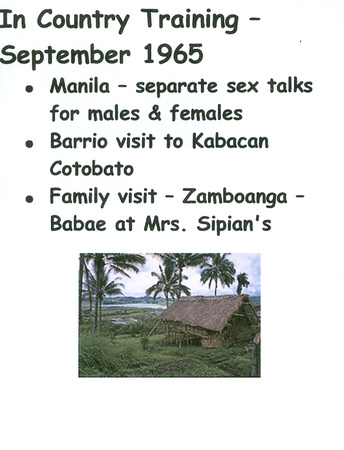 In Country Training –
September 1965
• Manila – separate sex talks
for males & females
• Barrio visit to Kabacan
Cotobato
• Family visit – Zamboanga –
Babae at Mrs. Sipian's